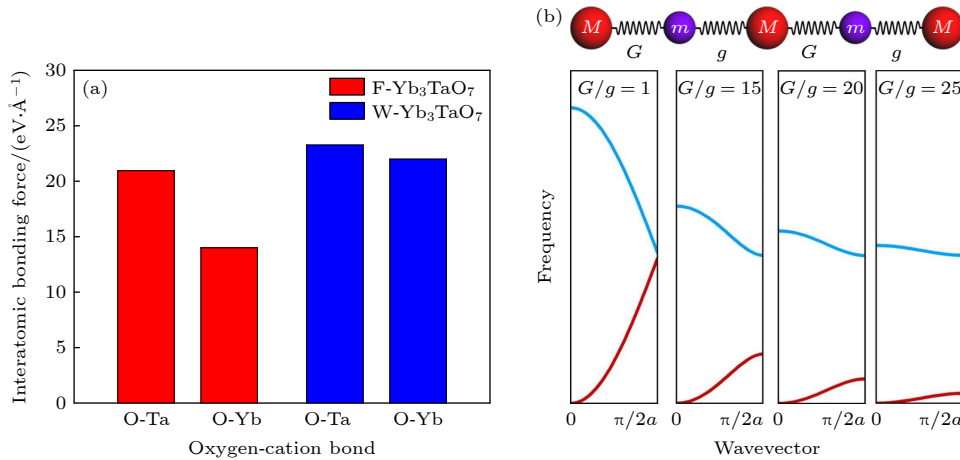 (a)
F-Yb₃TaO₇
W-Yb₃TaO₇
Interatomic bonding force/(eV·Å⁻¹)
30
25
20
15
10
5
0
O-Ta
O-Yb
O-Ta
O-Yb
Oxygen-cation bond
(b)
M
m
M
m
M
G
g
G
g
G/g = 1
G/g = 15
G/g = 20
G/g = 25
Frequency
0
π/2a
0
π/2a
0
π/2a
0
π/2a
Wavevector